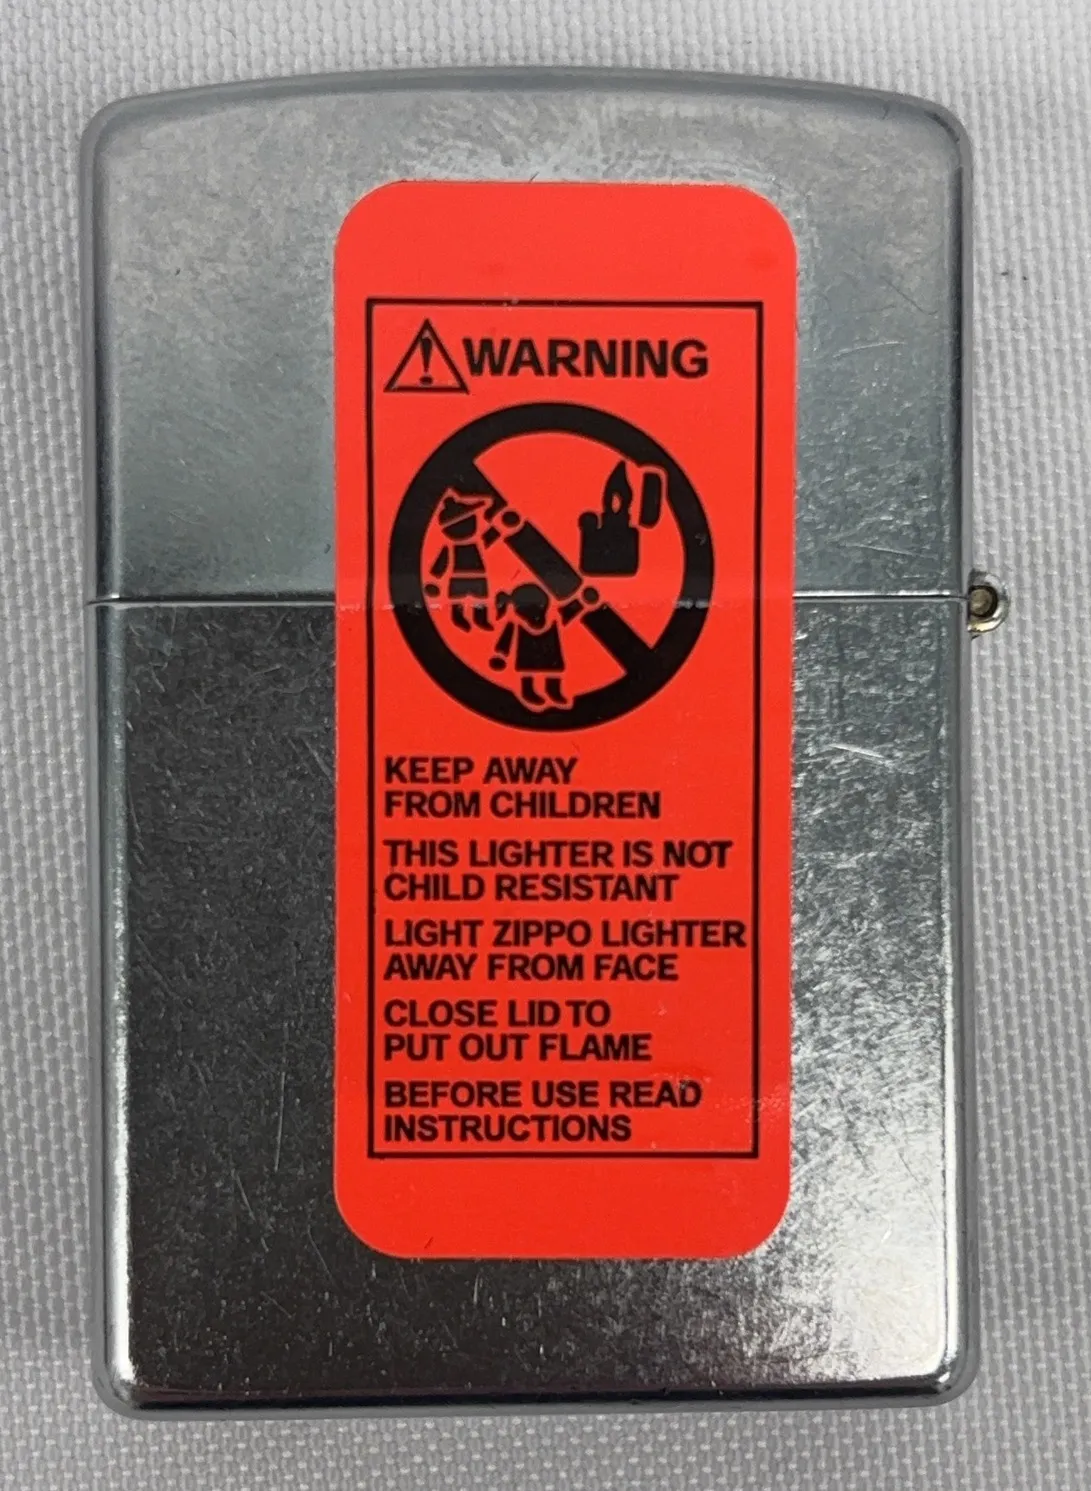 WARNING
KEEP AWAY
FROM CHILDREN
THIS LIGHTER IS NOT
CHILD RESISTANT
LIGHT ZIPPO LIGHTER
AWAY FROM FACE
CLOSE LID TO
PUT OUT FLAME
BEFORE USE READ
INSTRUCTIONS